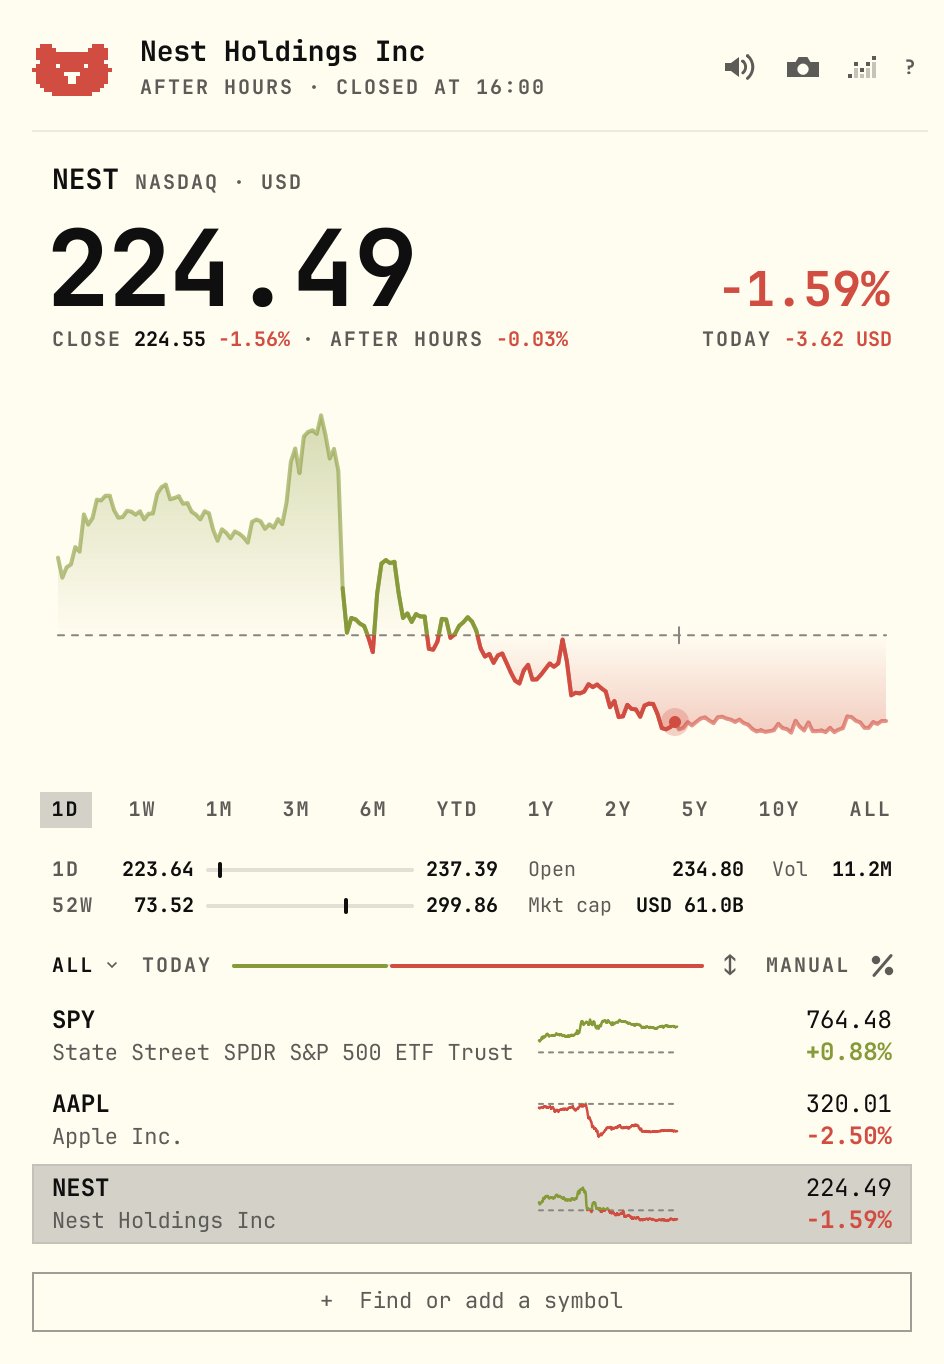 Nest Holdings Inc
AFTER HOURS · CLOSED AT 16:00
?
NEST NASDAQ · USD
224.49
-1.59%
CLOSE 224.55 -1.56% · AFTER HOURS -0.03%
TODAY -3.62 USD
1D 1W 1M 3M 6M YTD 1Y 2Y 5Y 10Y ALL
1D 223.64 237.39 Open 234.80 Vol 11.2M
52W 73.52 299.86 Mkt cap USD 61.0B
ALL TODAY MANUAL %
SPY 764.48
State Street SPDR S&P 500 ETF Trust +0.88%
AAPL 320.01
Apple Inc. -2.50%
NEST 224.49
Nest Holdings Inc -1.59%
+ Find or add a symbol